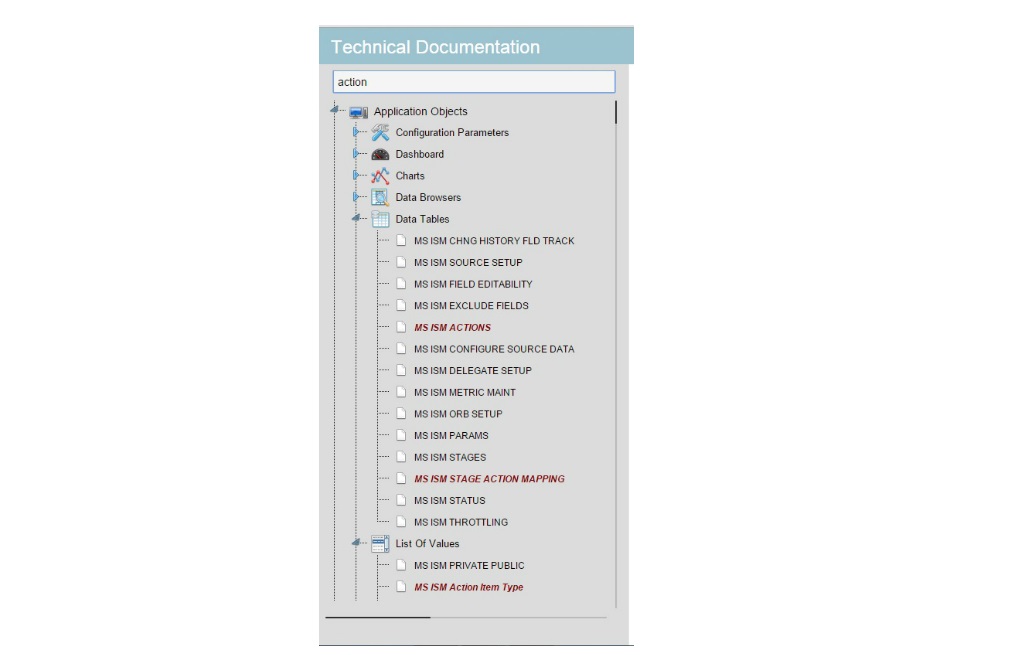 Technical Documentation
action
Application Objects
Configuration Parameters
Dashboard
Charts
Data Browsers
Data Tables
MS ISM CHNG HISTORY FLD TRACK
MS ISM SOURCE SETUP
MS ISM FIELD EDITABILITY
MS ISM EXCLUDE FIELDS
MS ISM ACTIONS
MS ISM CONFIGURE SOURCE DATA
MS ISM DELEGATE SETUP
MS ISM METRIC MAINT
MS ISM ORB SETUP
MS ISM PARAMS
MS ISM STAGES
MS ISM STAGE ACTION MAPPING
MS ISM STATUS
MS ISM THROTTLING
List Of Values
MS ISM PRIVATE PUBLIC
MS ISM Action Item Type